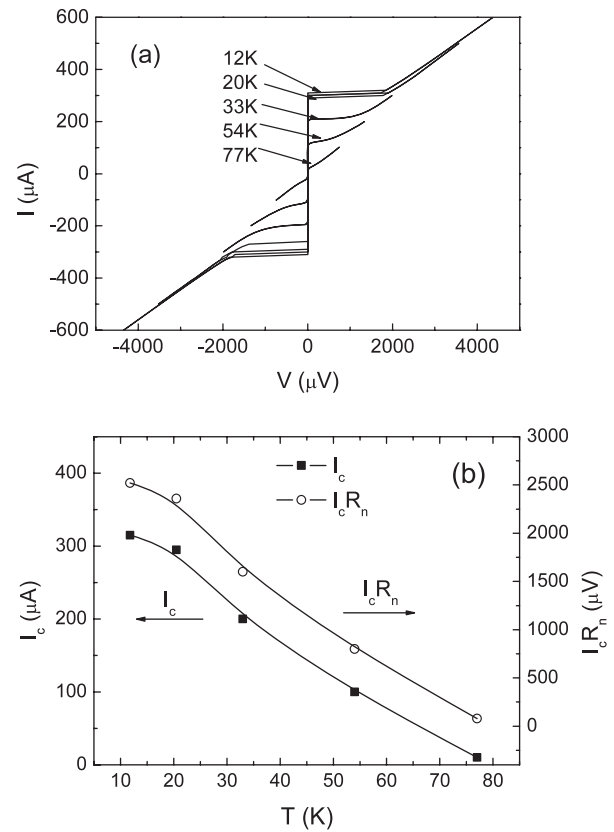 600
400
200
0
-200
-400
-600
I (μA)
(a)
12K
20K
33K
54K
77K
-4000 -2000 0 2000 4000
V (μV)
400
300
200
100
0
I_c (μA)
3000
2500
2000
1500
1000
500
0
I_cR_n (μV)
I_c
I_cR_n
(b)
I_c
I_cR_n
10 20 30 40 50 60 70 80
T (K)